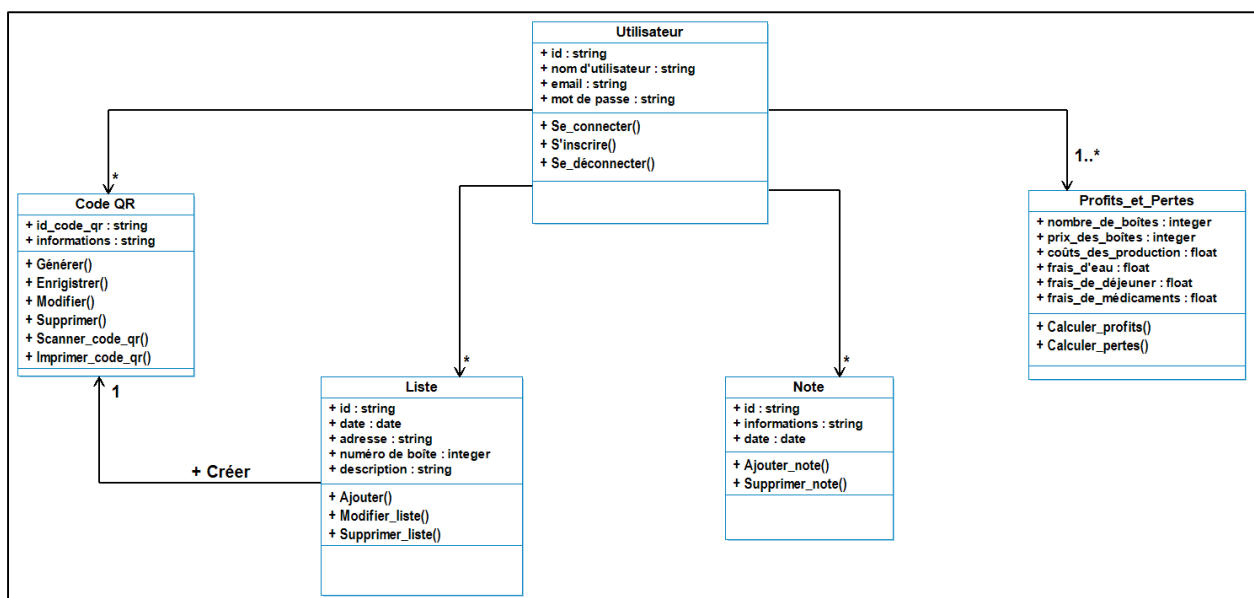 Utilisateur
+ id : string
+ nom d'utilisateur : string
+ email : string
+ mot de passe : string
+ Se_connecter()
+ S'inscrire()
+ Se_déconnecter()
*
1..*
Code QR
+ id_code_qr : string
+ informations : string
+ Générer()
+ Enrigistrer()
+ Modifier()
+ Supprimer()
+ Scanner_code_qr()
+ Imprimer_code_qr()
1
+ Créer
Profits_et_Pertes
+ nombre_de_boîtes : integer
+ prix_des_boîtes : integer
+ coûts_des_production : float
+ frais_d'eau : float
+ frais_de_déjeuner : float
+ frais_de_médicaments : float
+ Calculer_profits()
+ Calculer_pertes()
*
Liste
+ id : string
+ date : date
+ adresse : string
+ numéro de boîte : integer
+ description : string
+ Ajouter()
+ Modifier_liste()
+ Supprimer_liste()
*
Note
+ id : string
+ informations : string
+ date : date
+ Ajouter_note()
+ Supprimer_note()